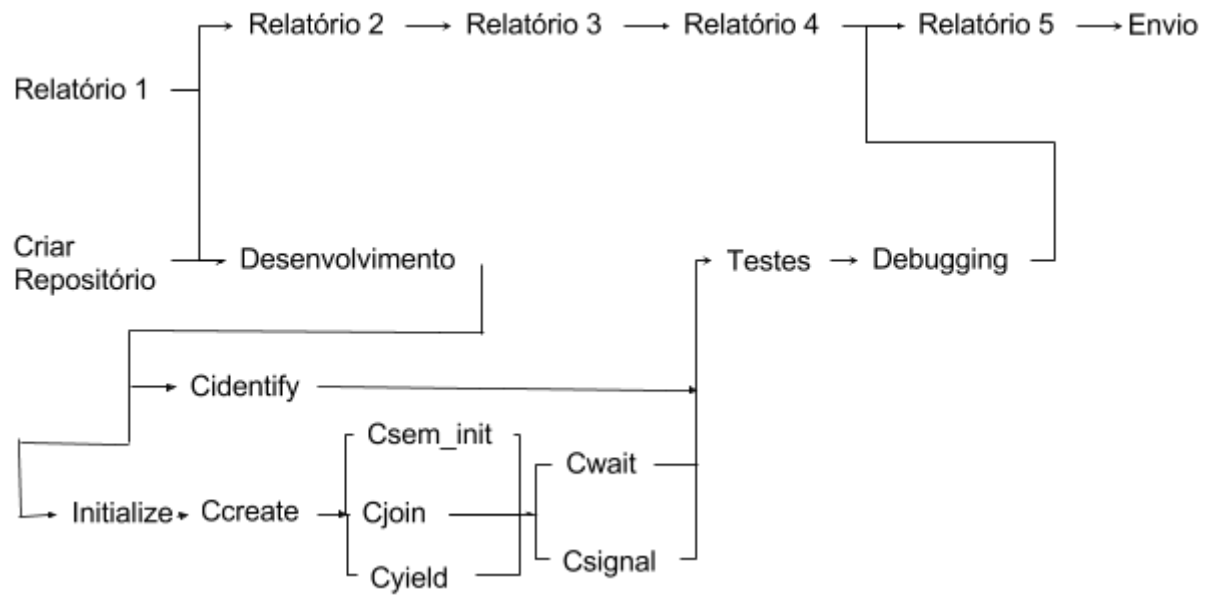 Relatório 2
Relatório 3
Relatório 4
Relatório 5
Envio
Relatório 1
Criar
Repositório
Desenvolvimento
Testes
Debugging
Cidentify
Csem_init
Cwait
Initialize
Ccreate
Cjoin
Csignal
Cyield